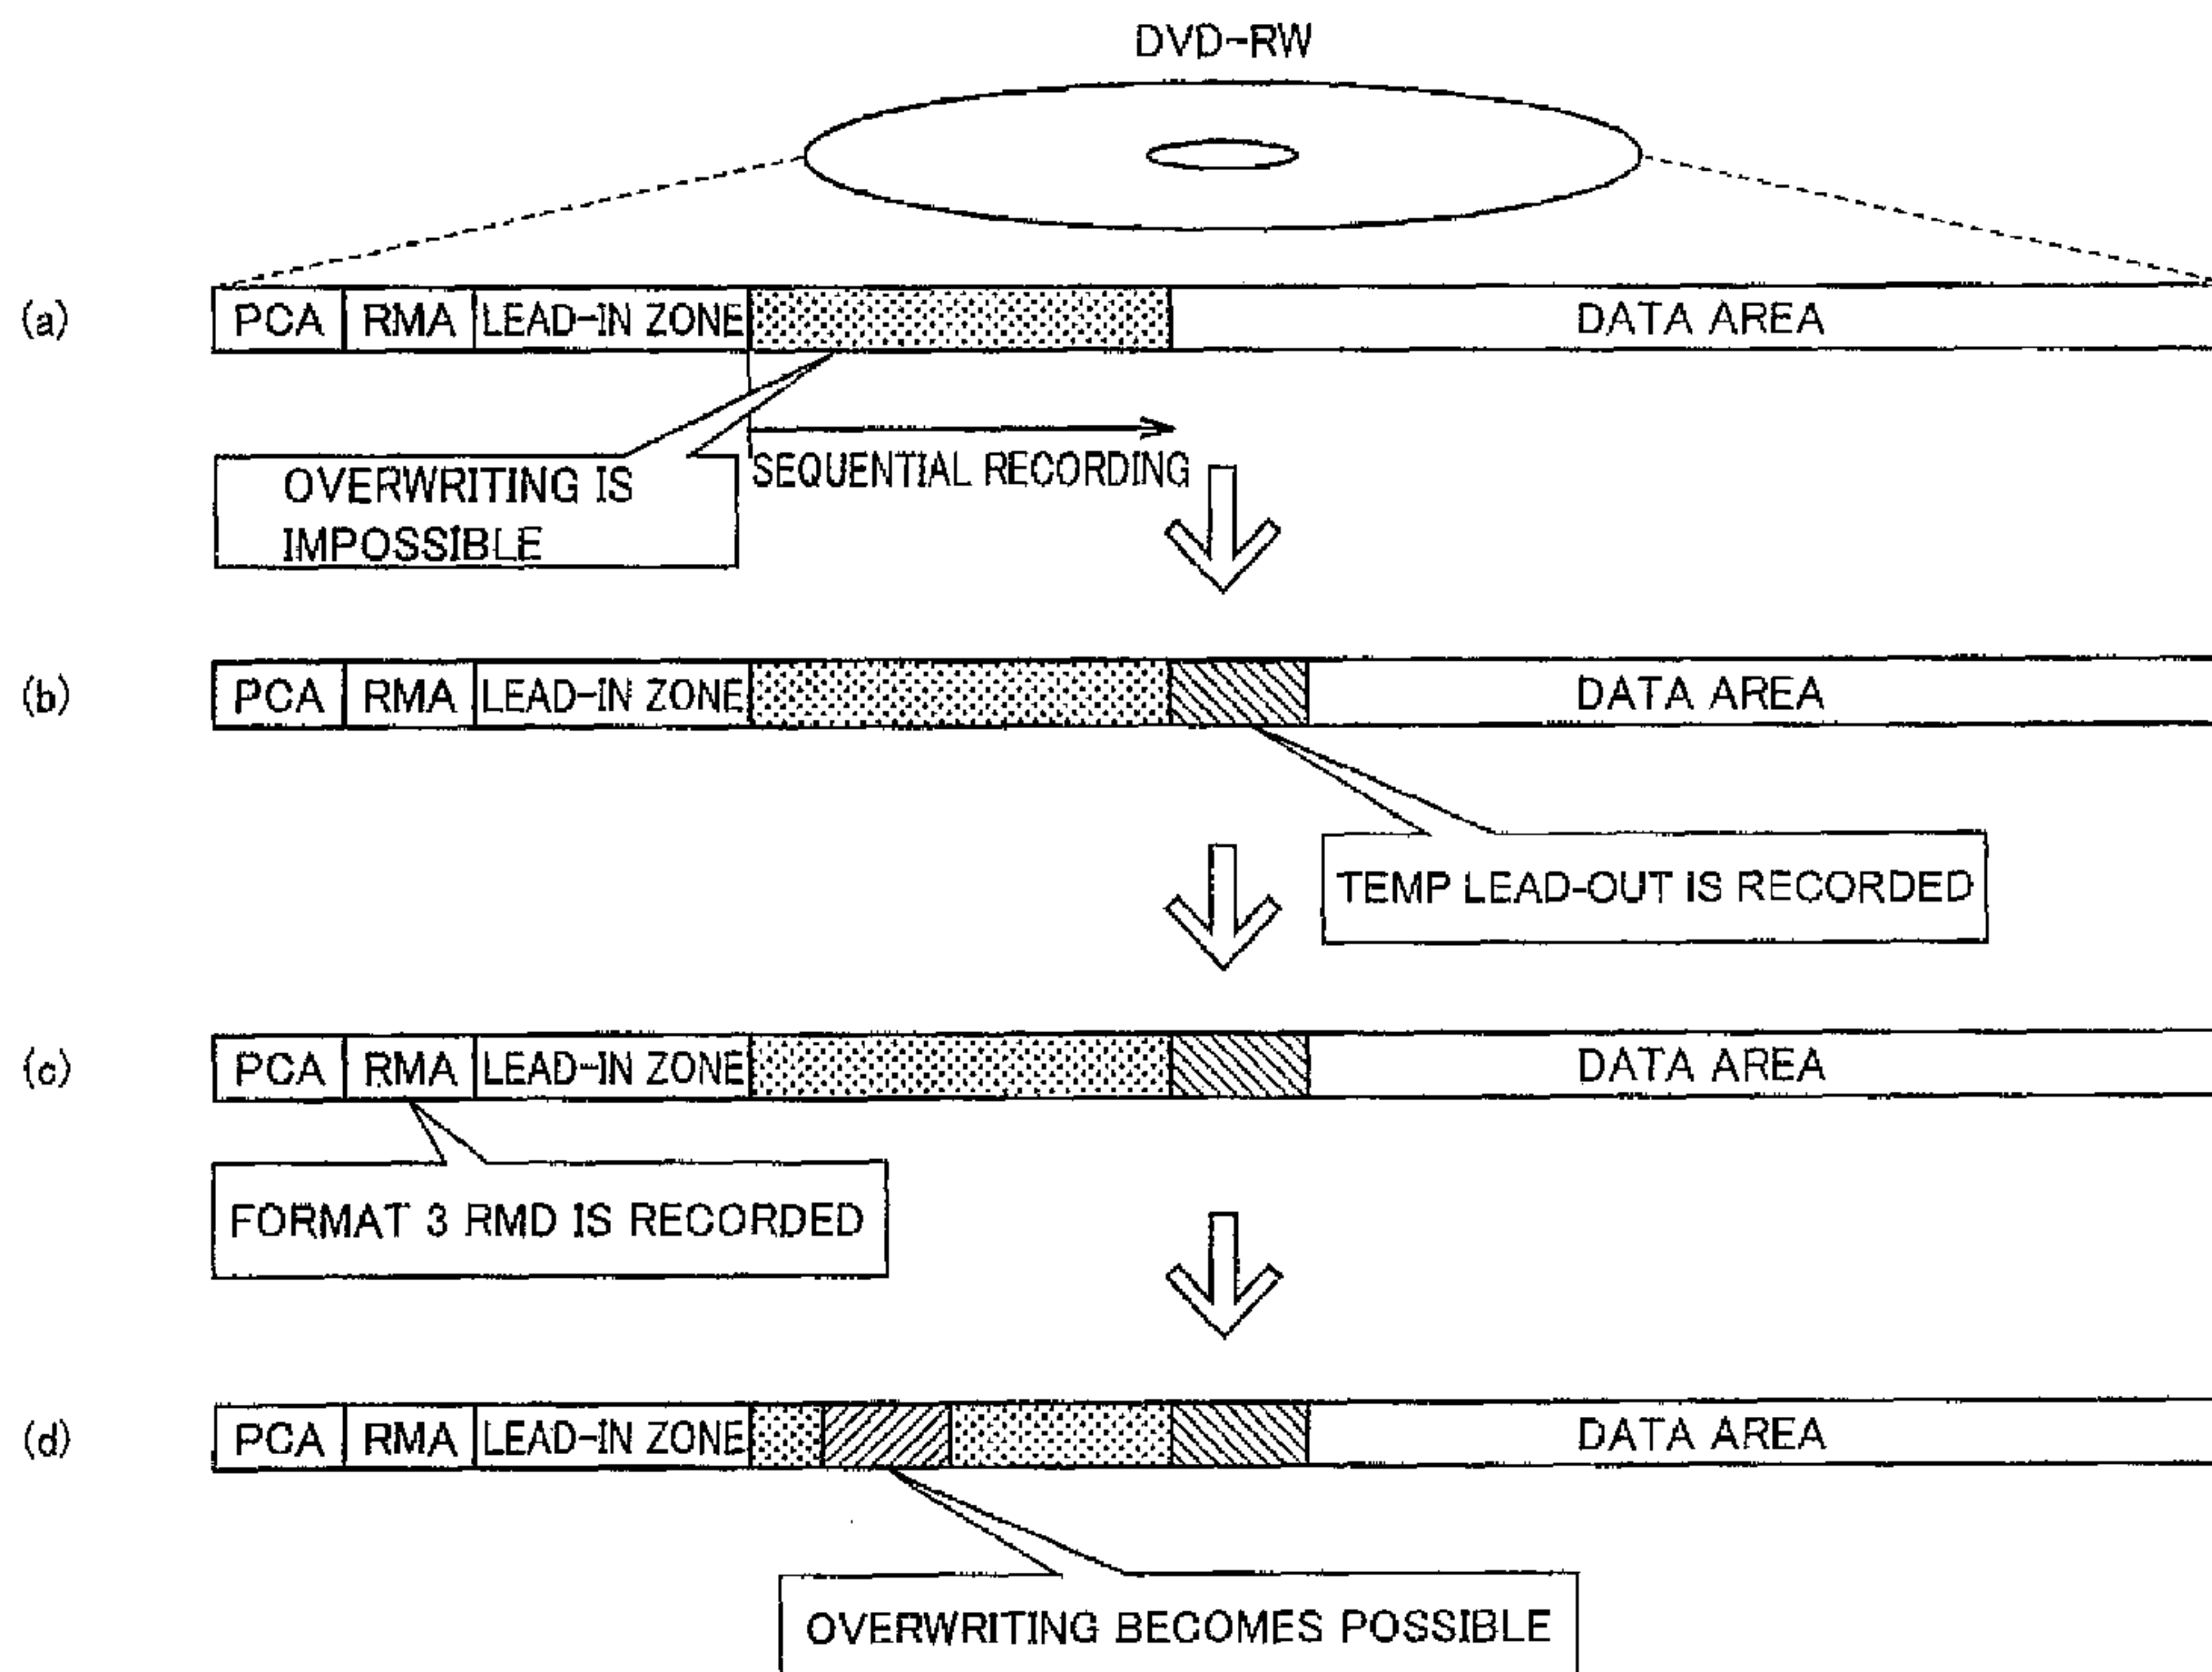 DVD-RW
(a) PCA RMA LEAD-IN ZONE DATA AREA
SEQUENTIAL RECORDING
OVERWRITING IS
IMPOSSIBLE
(b) PCA RMA LEAD-IN ZONE DATA AREA
TEMP LEAD-OUT IS RECORDED
(c) PCA RMA LEAD-IN ZONE DATA AREA
FORMAT 3 RMD IS RECORDED
(d) PCA RMA LEAD-IN ZONE DATA AREA
OVERWRITING BECOMES POSSIBLE